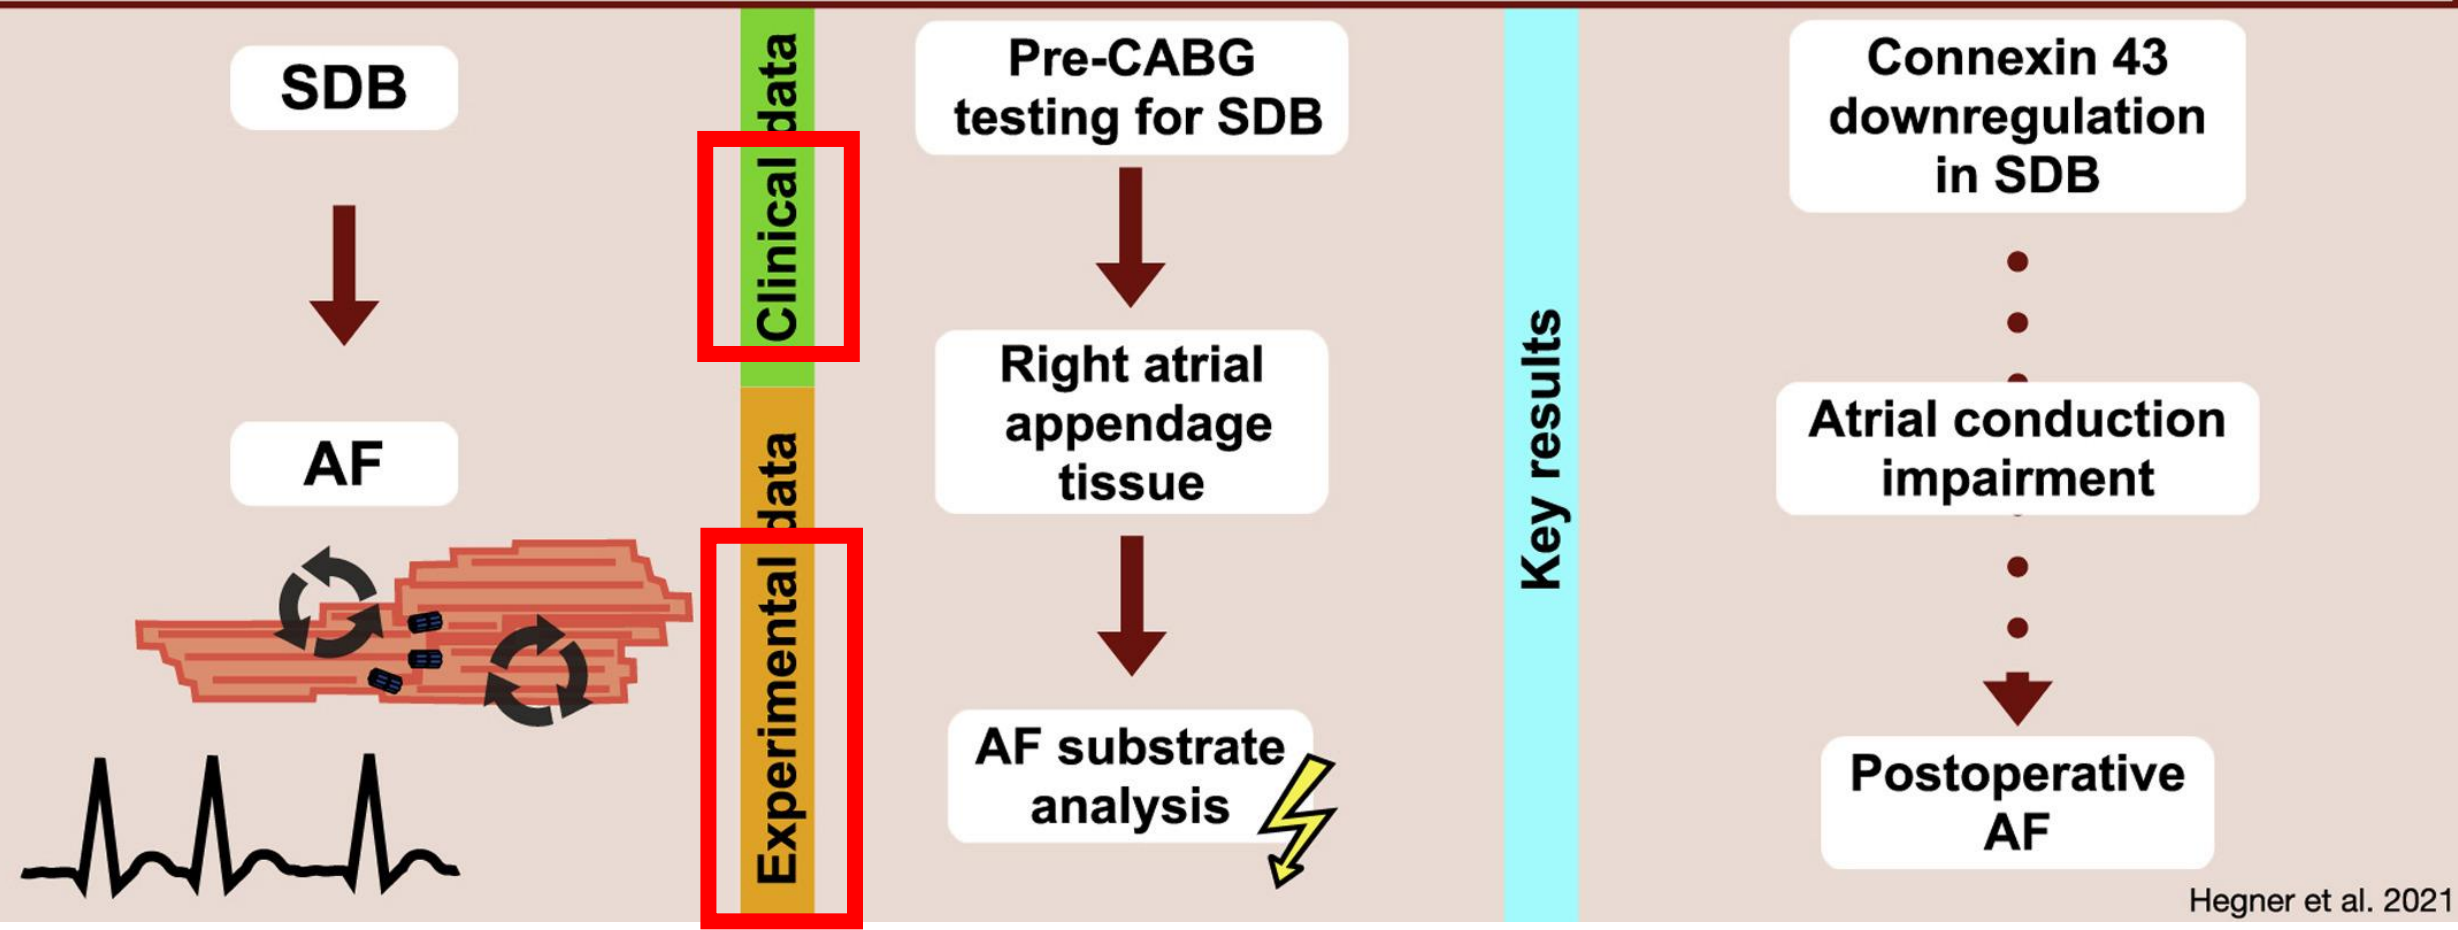 SDB
AF
Clinical data
Experimental data
Pre-CABG
testing for SDB
Right atrial
appendage
tissue
AF substrate
analysis
Key results
Connexin 43
downregulation
in SDB
Atrial conduction
impairment
Postoperative
AF
Hegner et al. 2021